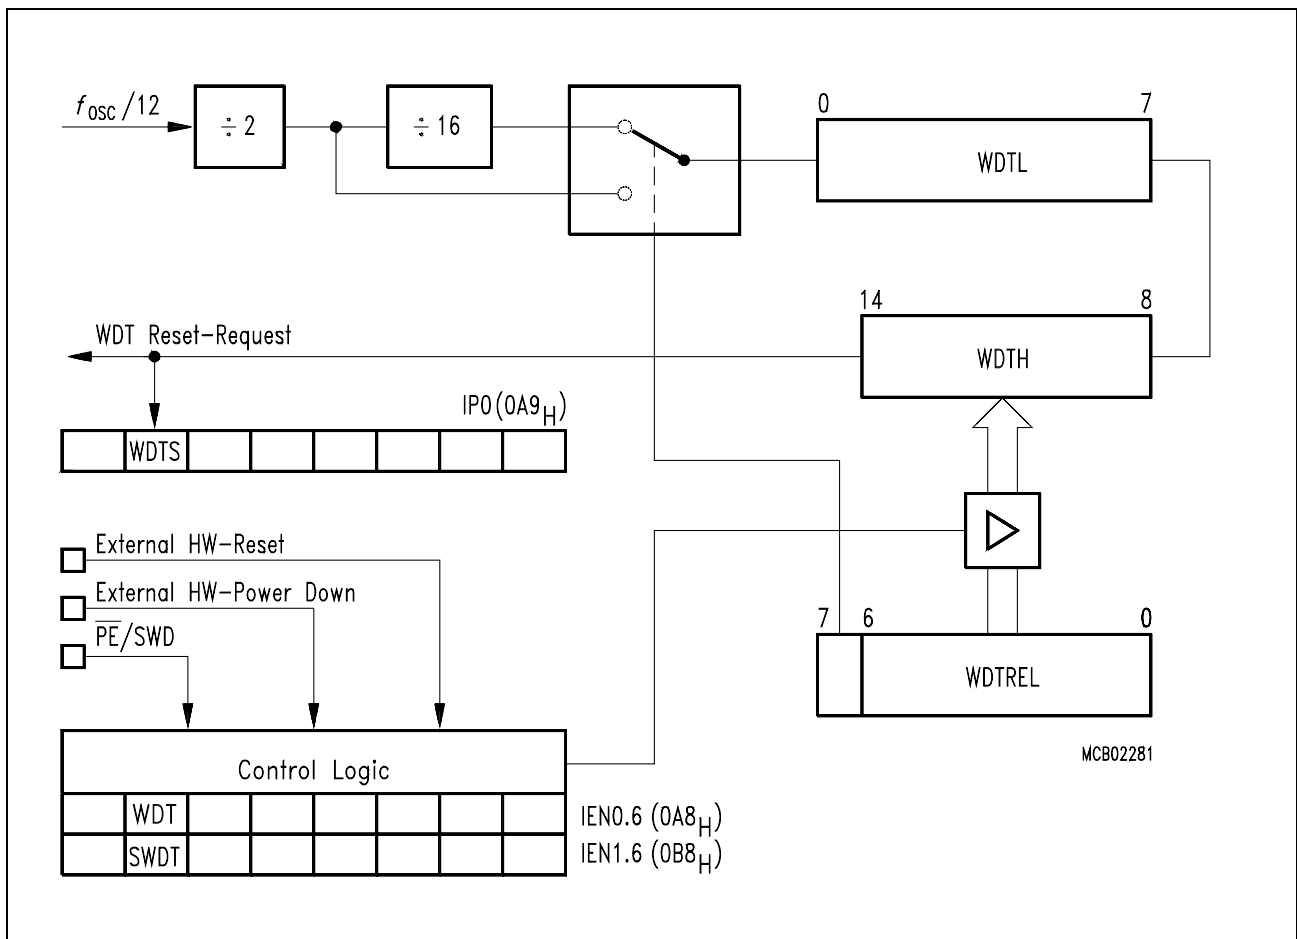 fOSC/12
÷ 2
÷ 16
0 7
WDTL
14 8
WDT Reset–Request
WDTH
IP0(0A9H)
WDTS
External HW–Reset
External HW–Power Down
PE/SWD
7 6 0
WDTREL
MCB02281
Control Logic
WDT
IEN0.6 (0A8H)
SWDT
IEN1.6 (0B8H)